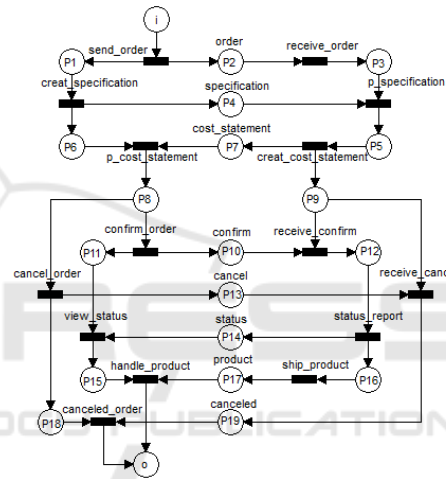 i
send_order
order
receive_order
P1
P2
P3
creat_specification
specification
p_specification
P4
cost_statement
P6
P7
P5
p_cost_statement
creat_cost_statement
P8
P9
confirm_order
confirm
receive_confirm
P11
P10
P12
cancel_order
cancel
receive_canc
P13
view_status
status
status_report
P14
handle_product
product
ship_product
P15
P17
P16
canceled_order
canceled
P18
P19
o